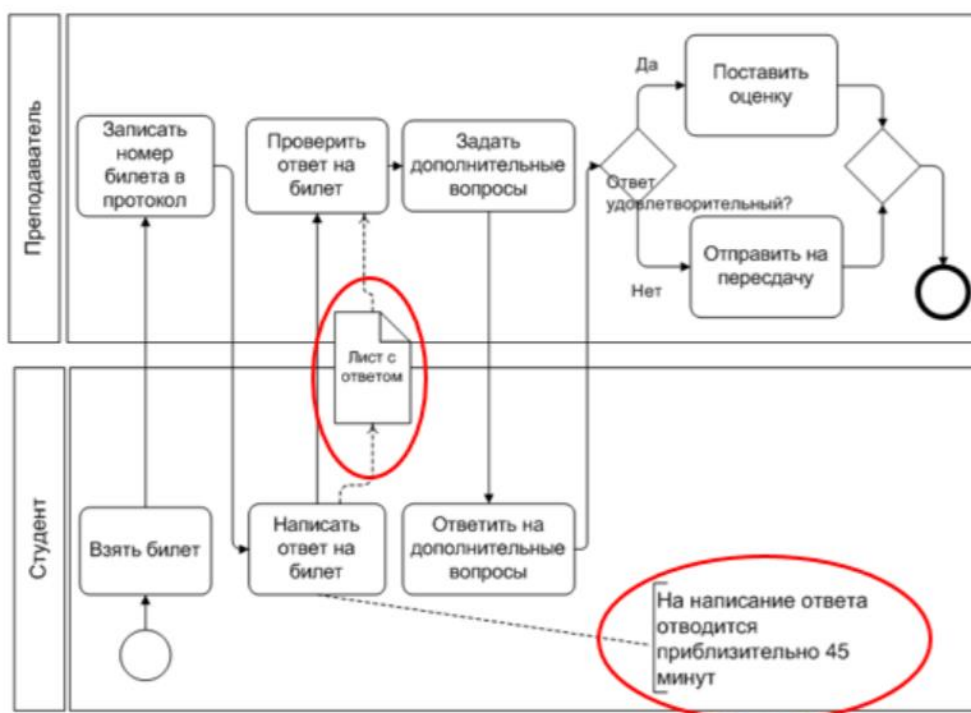 Преподаватель
Записать
номер
билета в
протокол
Проверить
ответ на
билет
Задать
дополнительные
вопросы
Да
Поставить
оценку
Ответ
удовлетворительный?
Нет
Отправить на
пересдачу
Лист с
ответом
Студент
Взять билет
Написать
ответ на
билет
Ответить на
дополнительные
вопросы
На написание ответа
отводится
приблизительно 45
минут